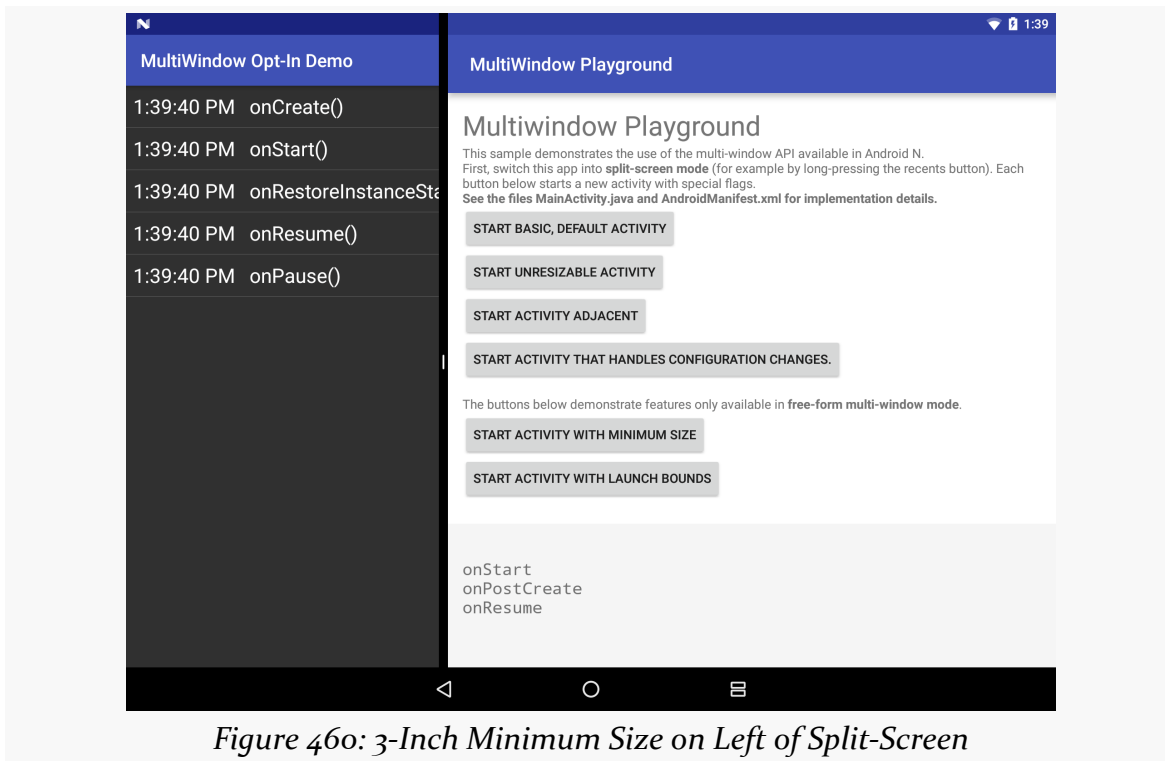 1:39
MultiWindow Opt-In Demo
1:39:40 PM onCreate()
1:39:40 PM onStart()
1:39:40 PM onRestoreInstanceSta
1:39:40 PM onResume()
1:39:40 PM onPause()
MultiWindow Playground
Multiwindow Playground
This sample demonstrates the use of the multi-window API available in Android N.
First, switch this app into split-screen mode (for example by long-pressing the recents button). Each
button below starts a new activity with special flags.
See the files MainActivity.java and AndroidManifest.xml for implementation details.
START BASIC, DEFAULT ACTIVITY
START UNRESIZABLE ACTIVITY
START ACTIVITY ADJACENT
START ACTIVITY THAT HANDLES CONFIGURATION CHANGES.
The buttons below demonstrate features only available in free-form multi-window mode.
START ACTIVITY WITH MINIMUM SIZE
START ACTIVITY WITH LAUNCH BOUNDS
onStart
onPostCreate
onResume
Figure 460: 3-Inch Minimum Size on Left of Split-Screen